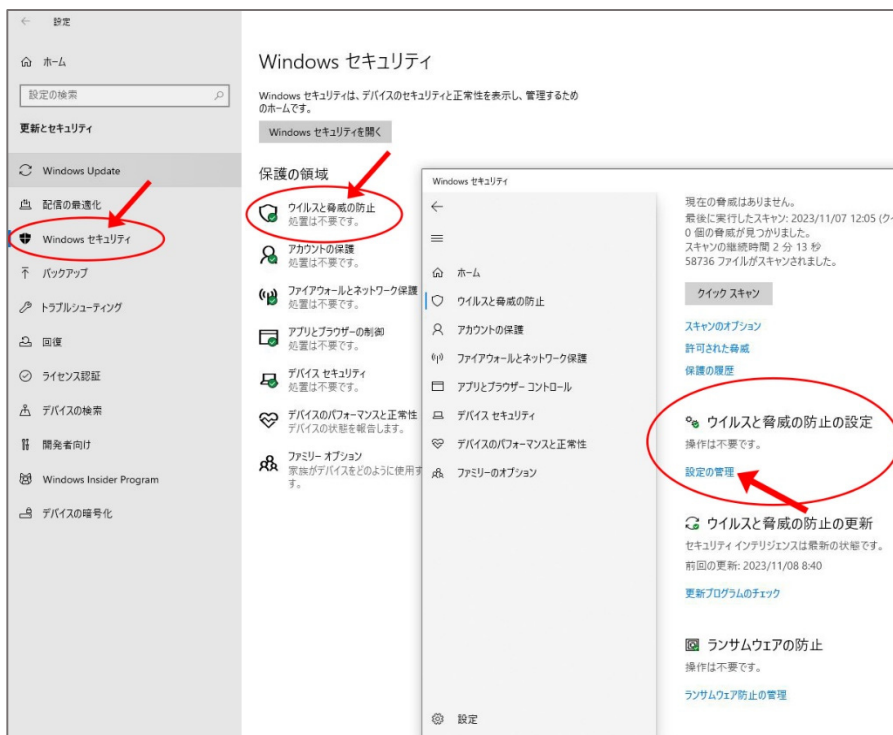 設定
ホーム
設定の検索
更新とセキュリティ
Windows Update
配信の最適化
Windows セキュリティ
バックアップ
トラブルシューティング
回復
ライセンス認証
デバイスの検索
開発者向け
Windows Insider Program
デバイスの暗号化
Windows セキュリティ
Windows セキュリティは、デバイスのセキュリティと正常性を表示し、管理するため
のホームです。
Windows セキュリティを開く
保護の領域
ウイルスと脅威の防止
処置は不要です。
アカウントの保護
処置は不要です。
ファイアウォールとネットワーク保護
処置は不要です。
アプリとブラウザーの制御
処置は不要です。
デバイス セキュリティ
処置は不要です。
デバイスのパフォーマンスと正常性
デバイスの状態を報告します。
ファミリー オプション
家族がデバイスをどのように使用す
す。
Windows セキュリティ
ホーム
ウイルスと脅威の防止
アカウントの保護
ファイアウォールとネットワーク保護
アプリとブラウザー コントロール
デバイス セキュリティ
デバイスのパフォーマンスと正常性
ファミリーのオプション
設定
現在の脅威はありません。
最後に実行したスキャン: 2023/11/07 12:05 (クイ
0 個の脅威が見つかりました。
スキャンの継続時間 2 分 13 秒
58736 ファイルがスキャンされました。
クイック スキャン
スキャンのオプション
許可された脅威
保護の履歴
ウイルスと脅威の防止の設定
操作は不要です。
設定の管理
ウイルスと脅威の防止の更新
セキュリティ インテリジェンスは最新の状態です。
前回の更新: 2023/11/08 8:40
更新プログラムのチェック
ランサムウェアの防止
操作は不要です。
ランサムウェア防止の管理